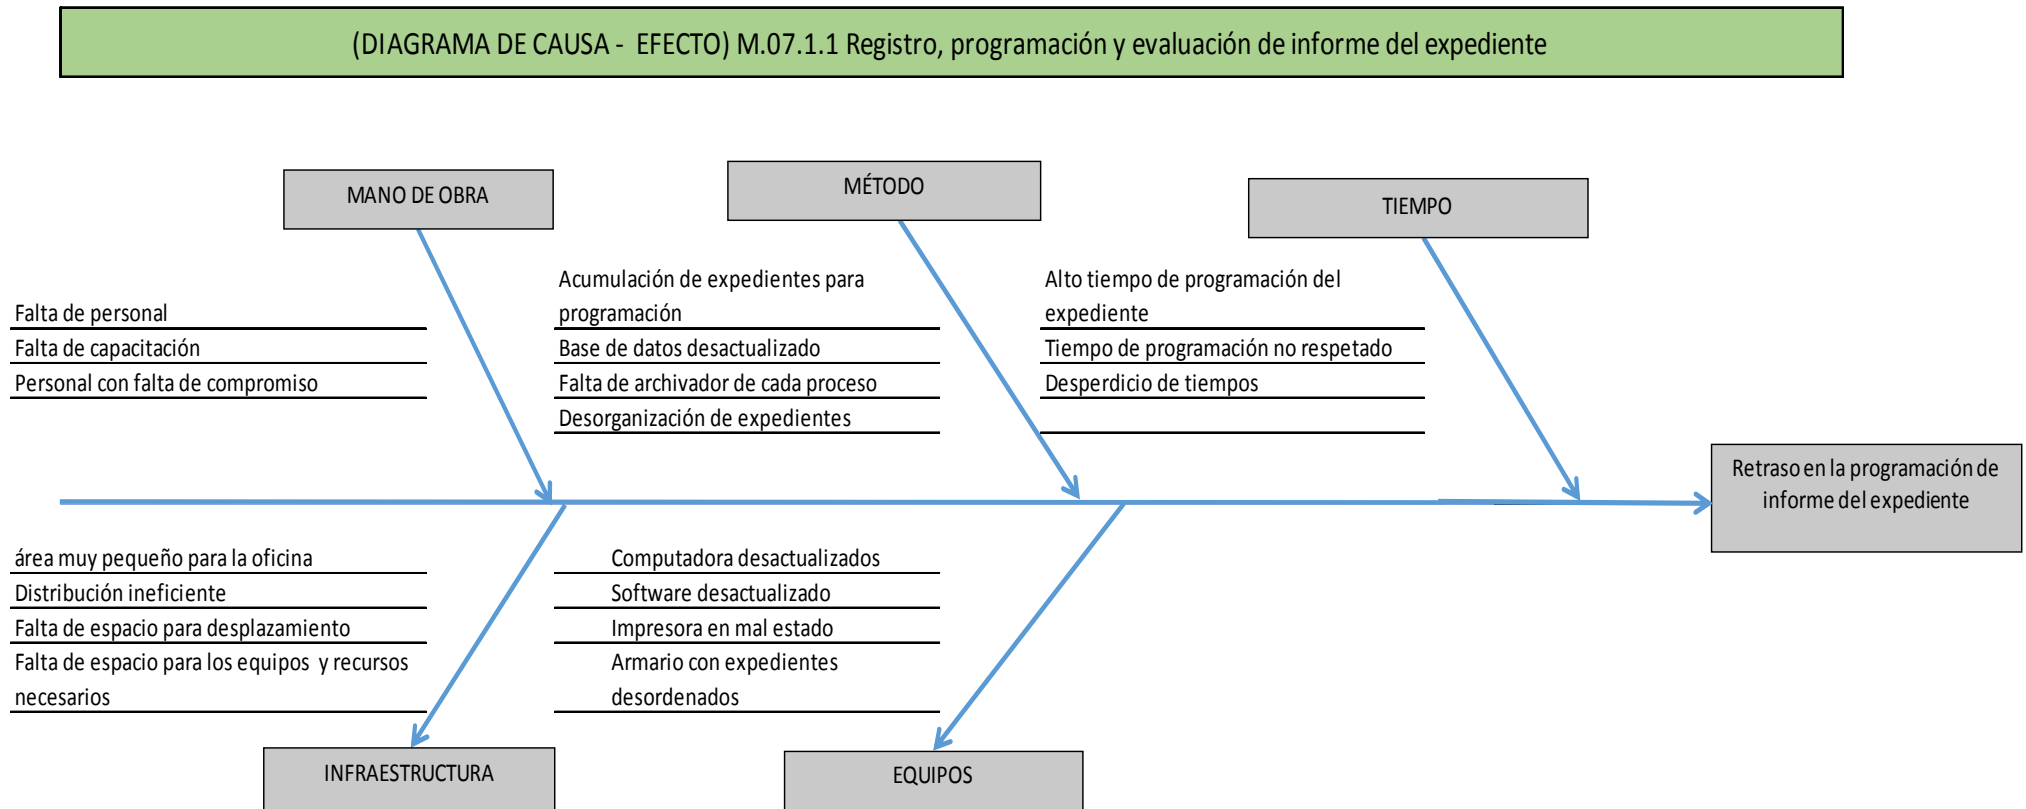 (DIAGRAMA DE CAUSA - EFECTO) M.07.1.1 Registro, programación y evaluación de informe del expediente
MANO DE OBRA
MÉTODO
TIEMPO
Falta de personal
Falta de capacitación
Personal con falta de compromiso
Acumulación de expedientes para
programación
Base de datos desactualizado
Falta de archivador de cada proceso
Desorganización de expedientes
Alto tiempo de programación del
expediente
Tiempo de programación no respetado
Desperdicio de tiempos
Retraso en la programación de
informe del expediente
área muy pequeño para la oficina
Distribución ineficiente
Falta de espacio para desplazamiento
Falta de espacio para los equipos y recursos
necesarios
Computadora desactualizados
Software desactualizado
Impresora en mal estado
Armario con expedientes
desordenados
INFRAESTRUCTURA
EQUIPOS